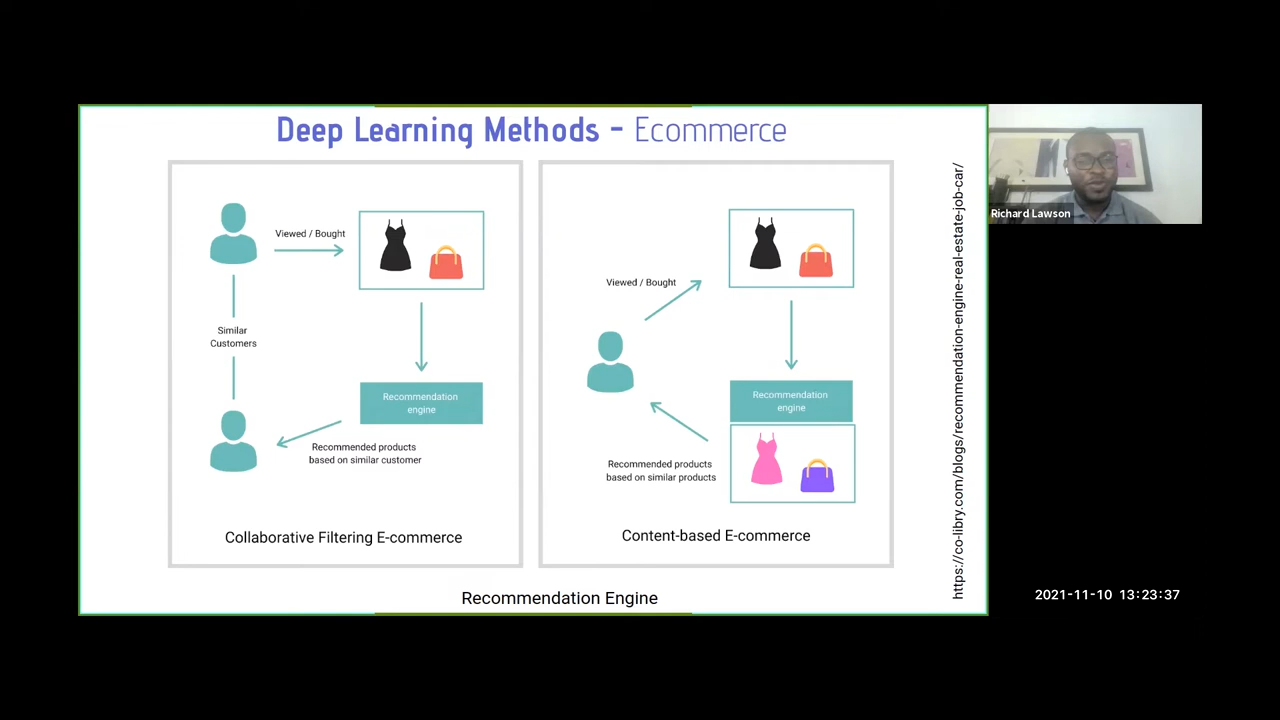 Deep Learning Methods - Ecommerce
Viewed / Bought
Similar
Customers
Recommendation
engine
Recommended products
based on similar customer
Collaborative Filtering E-commerce
Viewed / Bought
Recommendation
engine
Recommended products
based on similar products
Content-based E-commerce
Recommendation Engine
https://co-libry.com/blogs/recommendation-engine-real-estate-job-car/
Richard Lawson
2021-11-10 13:23:37